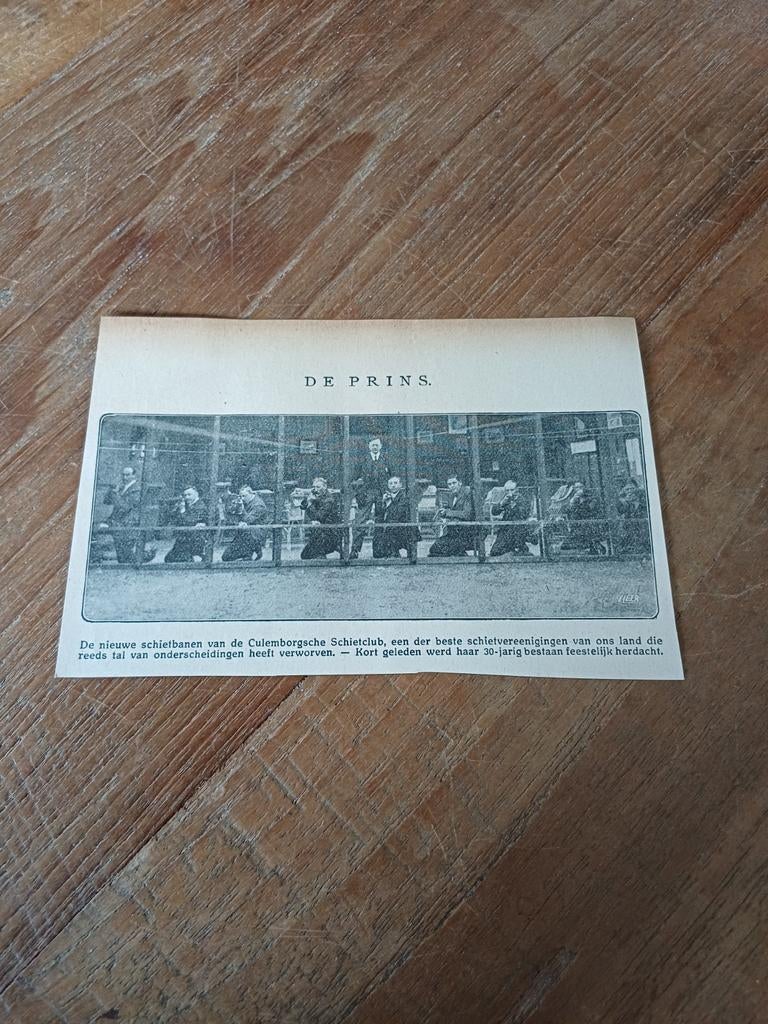 DE PRINS.
De nieuwe schietbanen van de Culemborgsche Schietclub, een der beste schietvereenigingen van ons land die
reeds tal van onderscheidingen heeft verworven. — Kort geleden werd haar 30-jarig bestaan feestelijk herdacht.